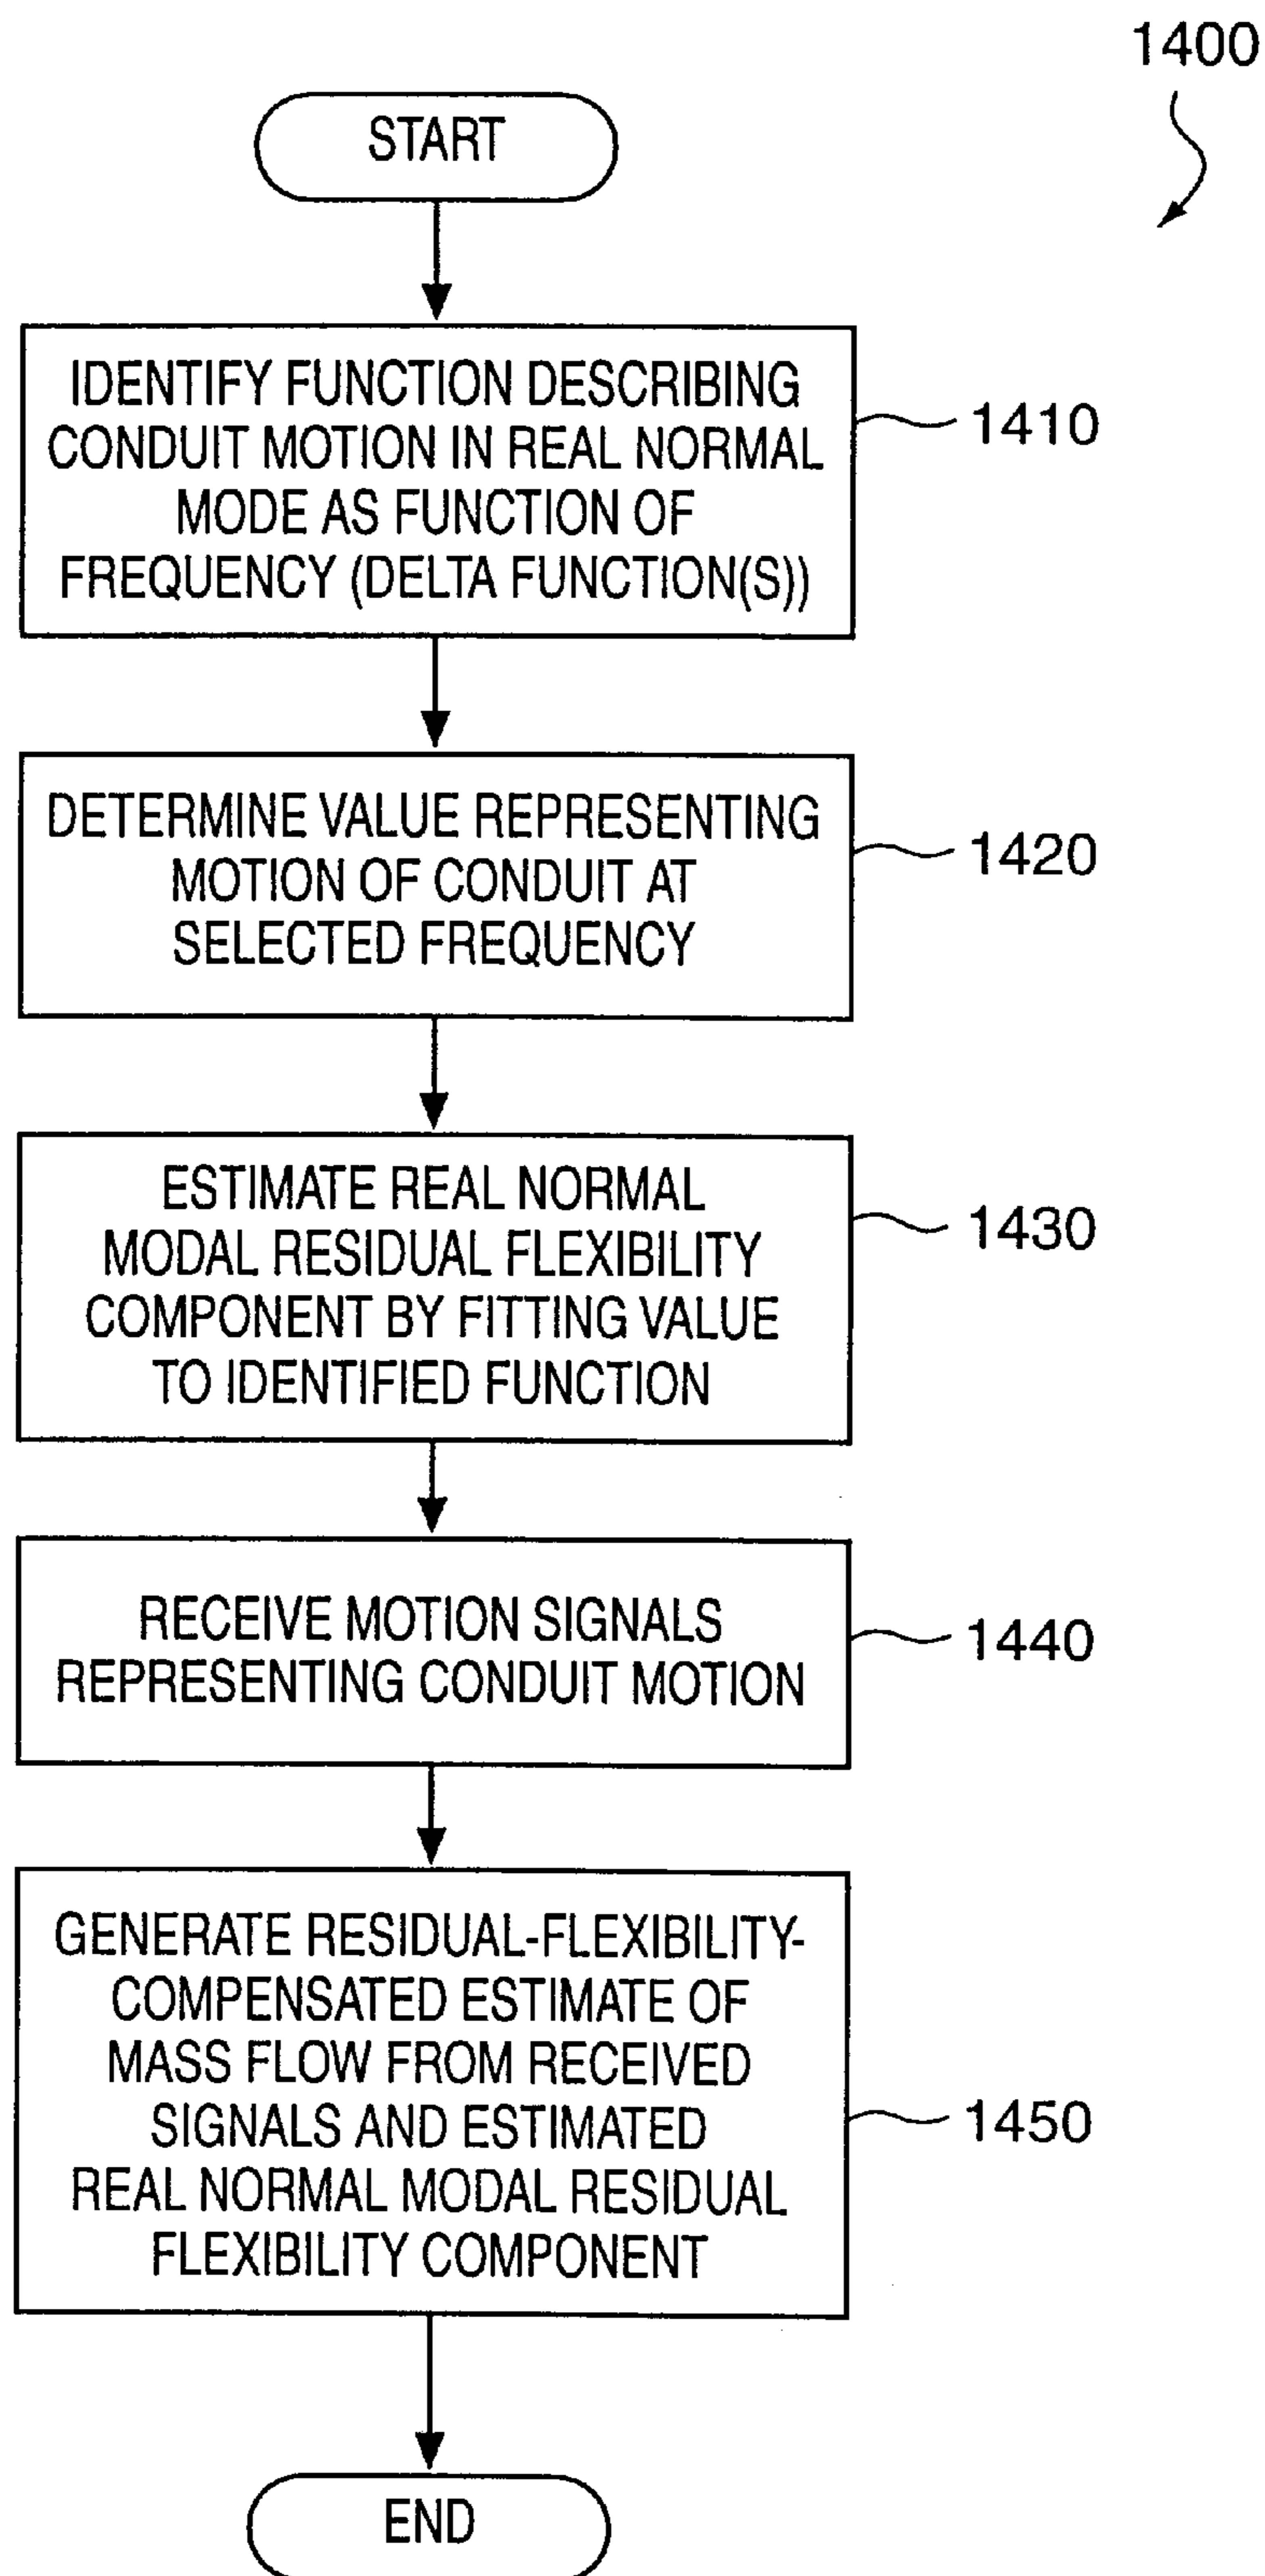 1400
START
IDENTIFY FUNCTION DESCRIBING
CONDUIT MOTION IN REAL NORMAL
MODE AS FUNCTION OF
FREQUENCY (DELTA FUNCTION(S))
1410
DETERMINE VALUE REPRESENTING
MOTION OF CONDUIT AT
SELECTED FREQUENCY
1420
ESTIMATE REAL NORMAL
MODAL RESIDUAL FLEXIBILITY
COMPONENT BY FITTING VALUE
TO IDENTIFIED FUNCTION
1430
RECEIVE MOTION SIGNALS
REPRESENTING CONDUIT MOTION
1440
GENERATE RESIDUAL-FLEXIBILITY-
COMPENSATED ESTIMATE OF
MASS FLOW FROM RECEIVED
SIGNALS AND ESTIMATED
REAL NORMAL MODAL RESIDUAL
FLEXIBILITY COMPONENT
1450
END